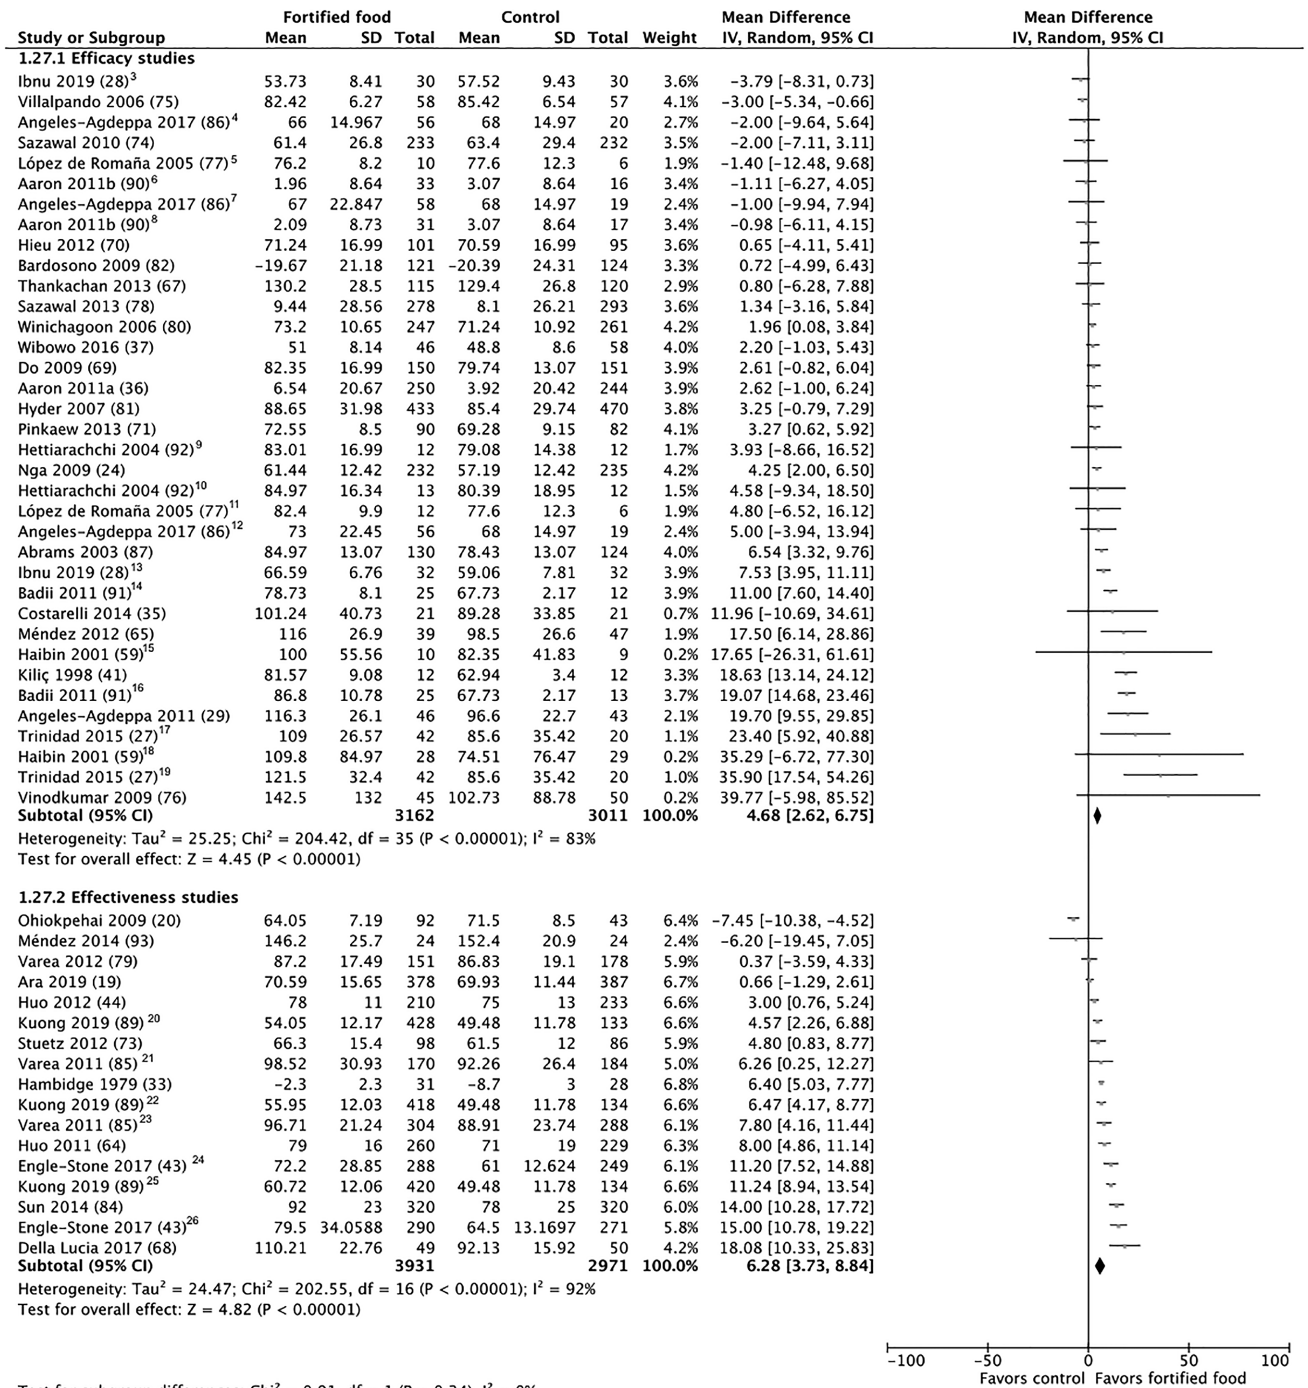 Fortified food Control Mean Difference Mean Difference
Study or Subgroup Mean SD Total Mean SD Total Weight IV, Random, 95% CI IV, Random, 95% CI
1.27.1 Efficacy studies
Ibnu 2019 (28)³ 53.73 8.41 30 57.52 9.43 30 3.6% −3.79 [−8.31, 0.73]
Villalpando 2006 (75) 82.42 6.27 58 85.42 6.54 57 4.1% −3.00 [−5.34, −0.66]
Angeles-Agdeppa 2017 (86)⁴ 66 14.967 56 68 14.97 20 2.7% −2.00 [−9.64, 5.64]
Sazawal 2010 (74) 61.4 26.8 233 63.4 29.4 232 3.5% −2.00 [−7.11, 3.11]
López de Romaña 2005 (77)⁵ 76.2 8.2 10 77.6 12.3 6 1.9% −1.40 [−12.48, 9.68]
Aaron 2011b (90)⁶ 1.96 8.64 33 3.07 8.64 16 3.4% −1.11 [−6.27, 4.05]
Angeles-Agdeppa 2017 (86)⁷ 67 22.847 58 68 14.97 19 2.4% −1.00 [−9.94, 7.94]
Aaron 2011b (90)⁸ 2.09 8.73 31 3.07 8.64 17 3.4% −0.98 [−6.11, 4.15]
Hieu 2012 (70) 71.24 16.99 101 70.59 16.99 95 3.6% 0.65 [−4.11, 5.41]
Bardosono 2009 (82) −19.67 21.18 121 −20.39 24.31 124 3.3% 0.72 [−4.99, 6.43]
Thankachan 2013 (67) 130.2 28.5 115 129.4 26.8 120 2.9% 0.80 [−6.28, 7.88]
Sazawal 2013 (78) 9.44 28.56 278 8.1 26.21 293 3.6% 1.34 [−3.16, 5.84]
Winichagoon 2006 (80) 73.2 10.65 247 71.24 10.92 261 4.2% 1.96 [0.08, 3.84]
Wibowo 2016 (37) 51 8.14 46 48.8 8.6 58 4.0% 2.20 [−1.03, 5.43]
Do 2009 (69) 82.35 16.99 150 79.74 13.07 151 3.9% 2.61 [−0.82, 6.04]
Aaron 2011a (36) 6.54 20.67 250 3.92 20.42 244 3.9% 2.62 [−1.00, 6.24]
Hyder 2007 (81) 88.65 31.98 433 85.4 29.74 470 3.8% 3.25 [−0.79, 7.29]
Pinkaew 2013 (71) 72.55 8.5 90 69.28 9.15 82 4.1% 3.27 [0.62, 5.92]
Hettiarachchi 2004 (92)⁹ 83.01 16.99 12 79.08 14.38 12 1.7% 3.93 [−8.66, 16.52]
Nga 2009 (24) 61.44 12.42 232 57.19 12.42 235 4.2% 4.25 [2.00, 6.50]
Hettiarachchi 2004 (92)¹⁰ 84.97 16.34 13 80.39 18.95 12 1.5% 4.58 [−9.34, 18.50]
López de Romaña 2005 (77)¹¹ 82.4 9.9 12 77.6 12.3 6 1.9% 4.80 [−6.52, 16.12]
Angeles-Agdeppa 2017 (86)¹² 73 22.45 56 68 14.97 19 2.4% 5.00 [−3.94, 13.94]
Abrams 2003 (87) 84.97 13.07 130 78.43 13.07 124 4.0% 6.54 [3.32, 9.76]
Ibnu 2019 (28)¹³ 66.59 6.76 32 59.06 7.81 32 3.9% 7.53 [3.95, 11.11]
Badii 2011 (91)¹⁴ 78.73 8.1 25 67.73 2.17 12 3.9% 11.00 [7.60, 14.40]
Costarelli 2014 (35) 101.24 40.73 21 89.28 33.85 21 0.7% 11.96 [−10.69, 34.61]
Méndez 2012 (65) 116 26.9 39 98.5 26.6 47 1.9% 17.50 [6.14, 28.86]
Haibin 2001 (59)¹⁵ 100 55.56 10 82.35 41.83 9 0.2% 17.65 [−26.31, 61.61]
Kiliç 1998 (41) 81.57 9.08 12 62.94 3.4 12 3.3% 18.63 [13.14, 24.12]
Badii 2011 (91)¹⁶ 86.8 10.78 25 67.73 2.17 13 3.7% 19.07 [14.68, 23.46]
Angeles-Agdeppa 2011 (29) 116.3 26.1 46 96.6 22.7 43 2.1% 19.70 [9.55, 29.85]
Trinidad 2015 (27)¹⁷ 109 26.57 42 85.6 35.42 20 1.1% 23.40 [5.92, 40.88]
Haibin 2001 (59)¹⁸ 109.8 84.97 28 74.51 76.47 29 0.2% 35.29 [−6.72, 77.30]
Trinidad 2015 (27)¹⁹ 121.5 32.4 42 85.6 35.42 20 1.0% 35.90 [17.54, 54.26]
Vinodkumar 2009 (76) 142.5 132 45 102.73 88.78 50 0.2% 39.77 [−5.98, 85.52]
Subtotal (95% CI) 3162 3011 100.0% 4.68 [2.62, 6.75]
Heterogeneity: Tau² = 25.25; Chi² = 204.42, df = 35 (P < 0.00001); I² = 83%
Test for overall effect: Z = 4.45 (P < 0.00001)
1.27.2 Effectiveness studies
Ohiokpehai 2009 (20) 64.05 7.19 92 71.5 8.5 43 6.4% −7.45 [−10.38, −4.52]
Méndez 2014 (93) 146.2 25.7 24 152.4 20.9 24 2.4% −6.20 [−19.45, 7.05]
Varea 2012 (79) 87.2 17.49 151 86.83 19.1 178 5.9% 0.37 [−3.59, 4.33]
Ara 2019 (19) 70.59 15.65 378 69.93 11.44 387 6.7% 0.66 [−1.29, 2.61]
Huo 2012 (44) 78 11 210 75 13 233 6.6% 3.00 [0.76, 5.24]
Kuong 2019 (89) ²⁰ 54.05 12.17 428 49.48 11.78 133 6.6% 4.57 [2.26, 6.88]
Stuetz 2012 (73) 66.3 15.4 98 61.5 12 86 5.9% 4.80 [0.83, 8.77]
Varea 2011 (85) ²¹ 98.52 30.93 170 92.26 26.4 184 5.0% 6.26 [0.25, 12.27]
Hambidge 1979 (33) −2.3 2.3 31 −8.7 3 28 6.8% 6.40 [5.03, 7.77]
Kuong 2019 (89)²² 55.95 12.03 418 49.48 11.78 134 6.6% 6.47 [4.17, 8.77]
Varea 2011 (85)²³ 96.71 21.24 304 88.91 23.74 288 6.1% 7.80 [4.16, 11.44]
Huo 2011 (64) 79 16 260 71 19 229 6.3% 8.00 [4.86, 11.14]
Engle-Stone 2017 (43) ²⁴ 72.2 28.85 288 61 12.624 249 6.1% 11.20 [7.52, 14.88]
Kuong 2019 (89)²⁵ 60.72 12.06 420 49.48 11.78 134 6.6% 11.24 [8.94, 13.54]
Sun 2014 (84) 92 23 320 78 25 320 6.0% 14.00 [10.28, 17.72]
Engle-Stone 2017 (43)²⁶ 79.5 34.0588 290 64.5 13.1697 271 5.8% 15.00 [10.78, 19.22]
Della Lucia 2017 (68) 110.21 22.76 49 92.13 15.92 50 4.2% 18.08 [10.33, 25.83]
Subtotal (95% CI) 3931 2971 100.0% 6.28 [3.73, 8.84]
Heterogeneity: Tau² = 24.47; Chi² = 202.55, df = 16 (P < 0.00001); I² = 92%
Test for overall effect: Z = 4.82 (P < 0.00001)
−100 −50 0 50 100
Favors control Favors fortified food